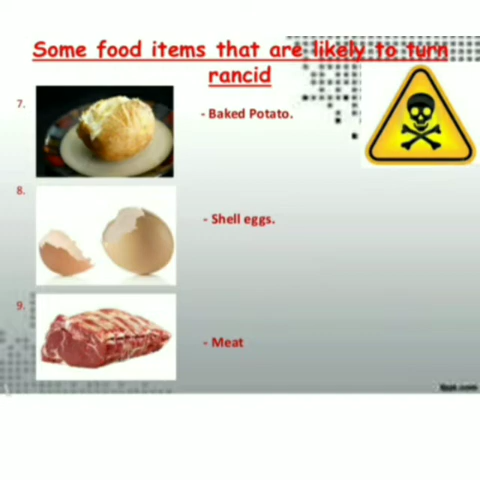 Some food items that are likely to turn
rancid
7.
- Baked Potato.
8.
- Shell eggs.
9.
- Meat